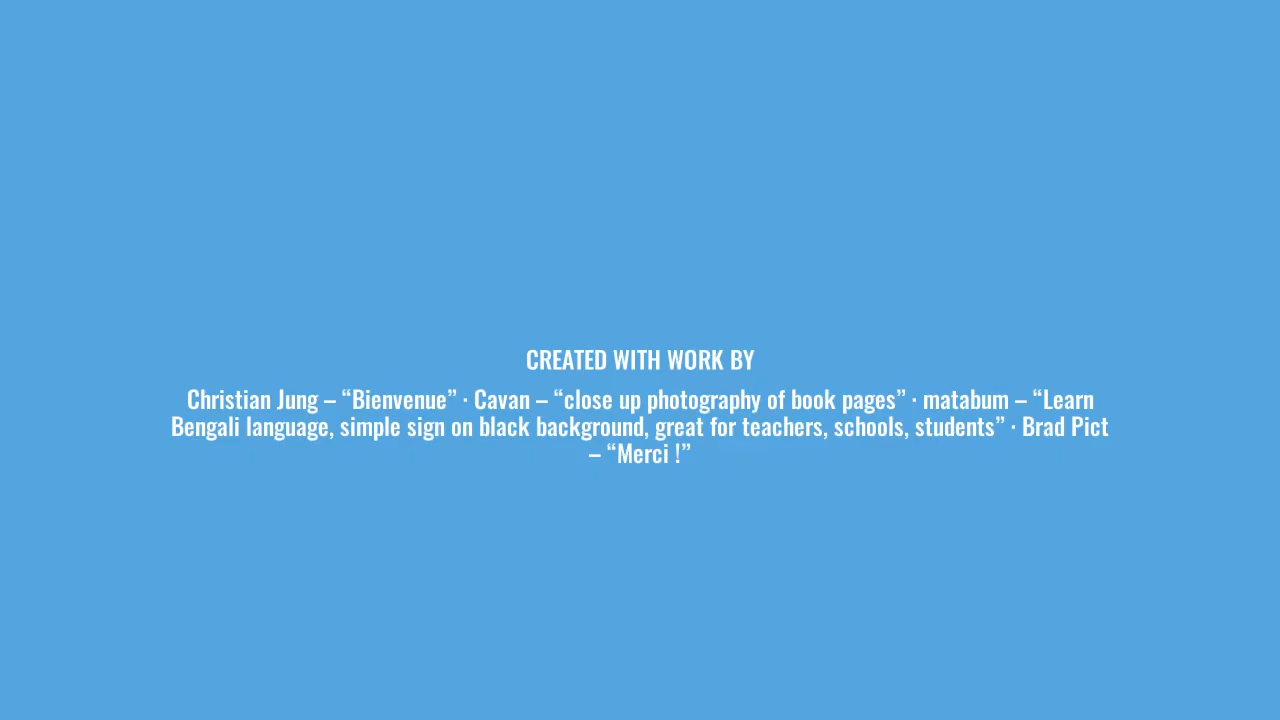 CREATED WITH WORK BY
Christian Jung – “Bienvenue” · Cavan – “close up photography of book pages” · matabum – “Learn
Bengali language, simple sign on black background, great for teachers, schools, students” · Brad Pict
– “Merci !”